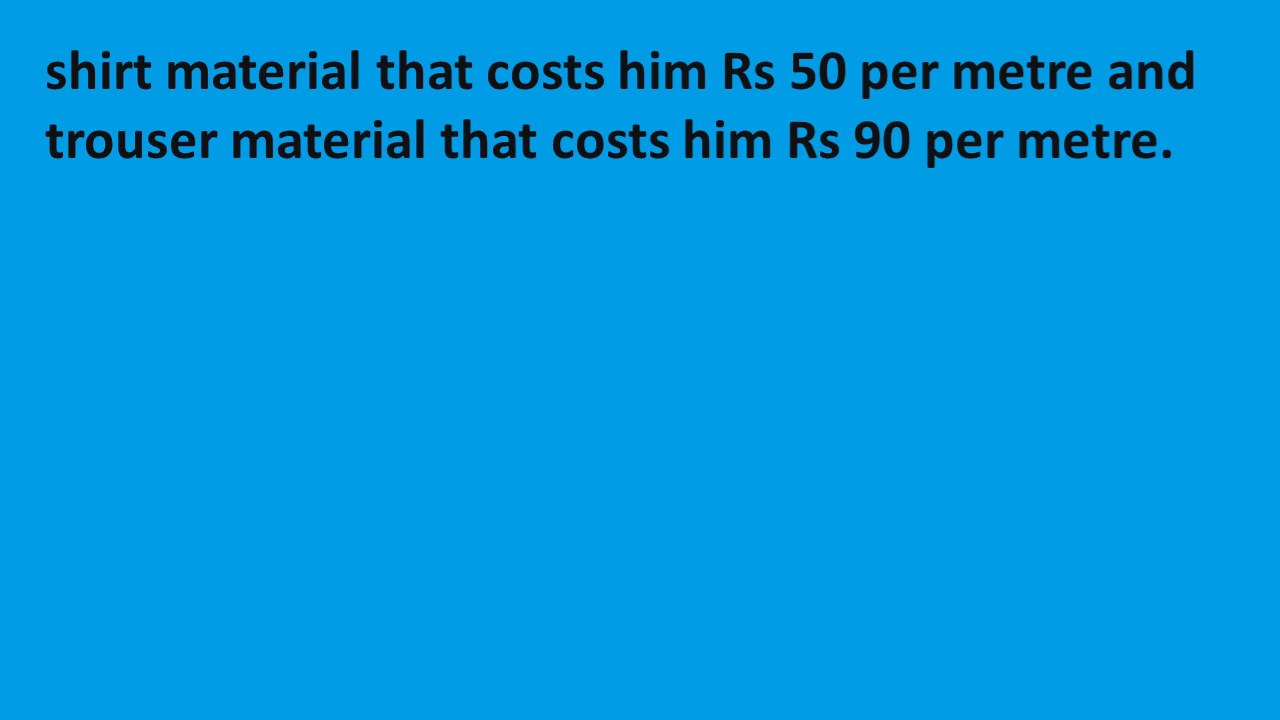 shirt material that costs him Rs 50 per metre and
trouser material that costs him Rs 90 per metre.